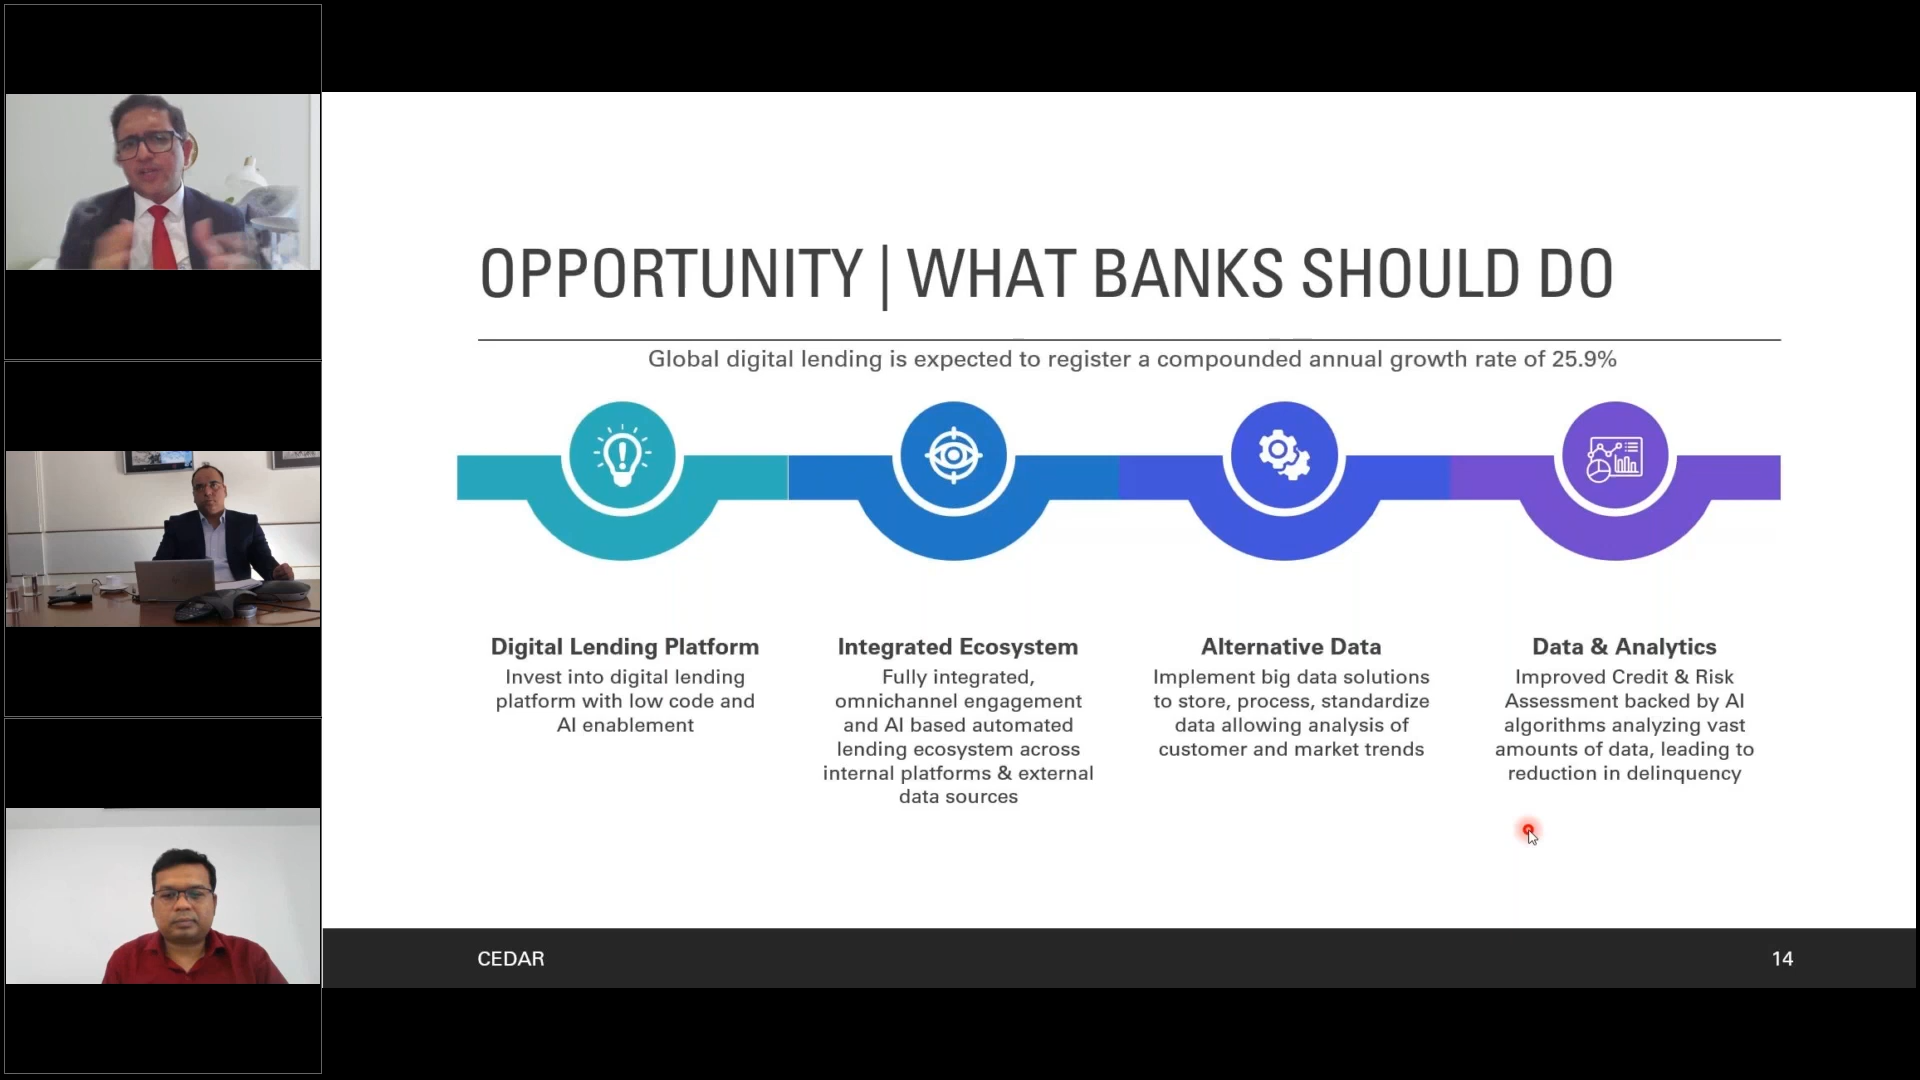 OPPORTUNITY | WHAT BANKS SHOULD DO
Global digital lending is expected to register a compounded annual growth rate of 25.9%
Digital Lending Platform
Invest into digital lending
platform with low code and
AI enablement
Integrated Ecosystem
Fully integrated,
omnichannel engagement
and AI based automated
lending ecosystem across
internal platforms & external
data sources
Alternative Data
Implement big data solutions
to store, process, standardize
data allowing analysis of
customer and market trends
Data & Analytics
Improved Credit & Risk
Assessment backed by AI
algorithms analyzing vast
amounts of data, leading to
reduction in delinquency
CEDAR
14